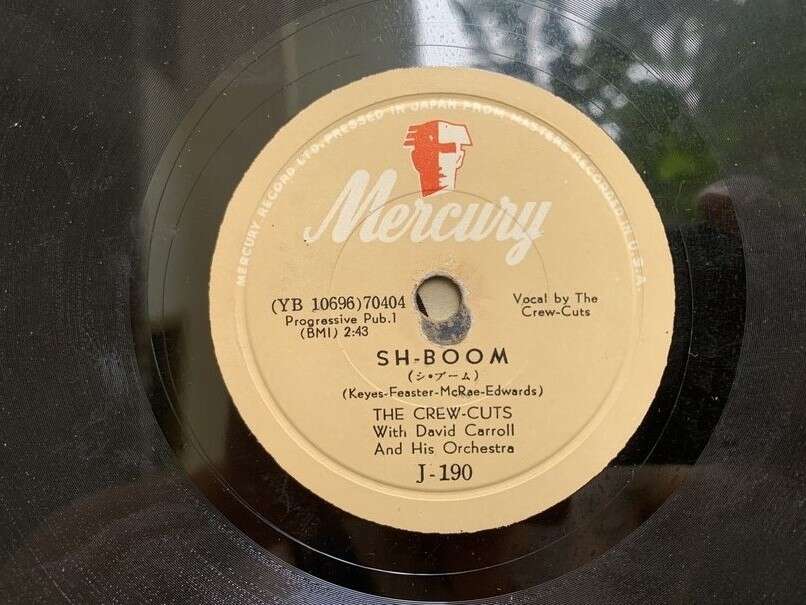 MERCURY RECORD LTD. PRESSED IN JAPAN FROM MASTERS RECORDED IN U.S.A
Mercury
(YB 10696)70404
Progressive Pub.1
(BMI) 2:43
Vocal by The
Crew-Cuts
SH-BOOM
(シ•ブーム)
(Keyes-Feaster-McRae-Edwards)
THE CREW-CUTS
With David Carroll
And His Orchestra
J-190